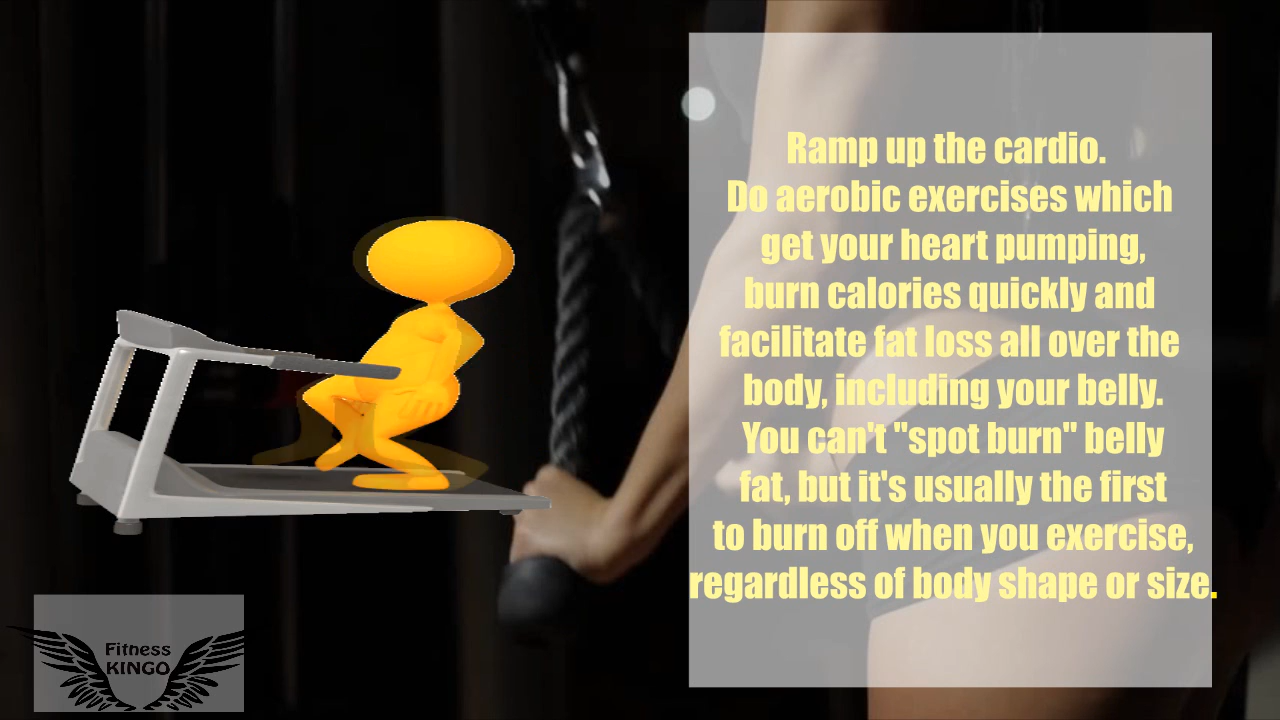 Ramp up the cardio.
Do aerobic exercises which
get your heart pumping,
burn calories quickly and
facilitate fat loss all over the
body, including your belly.
You can't "spot burn" belly
fat, but it's usually the first
to burn off when you exercise,
regardless of body shape or size.
Fitness
KINGO